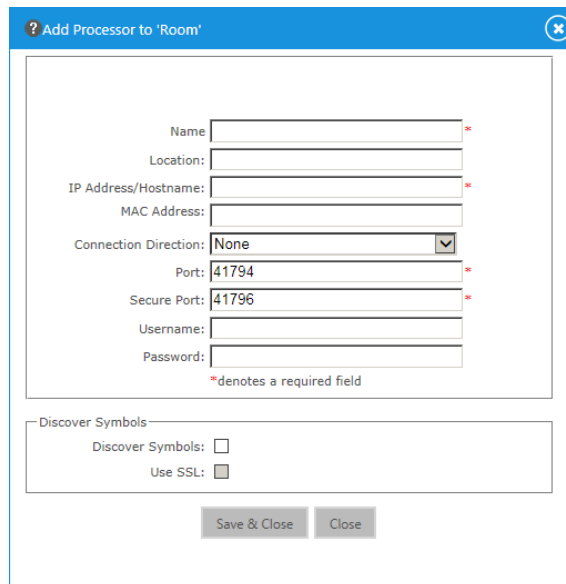 ? Add Processor to 'Room'
Name *
Location:
IP Address/Hostname: *
MAC Address:
Connection Direction: None
Port: 41794 *
Secure Port: 41796 *
Username:
Password:
*denotes a required field
Discover Symbols
Discover Symbols:
Use SSL:
Save & Close Close